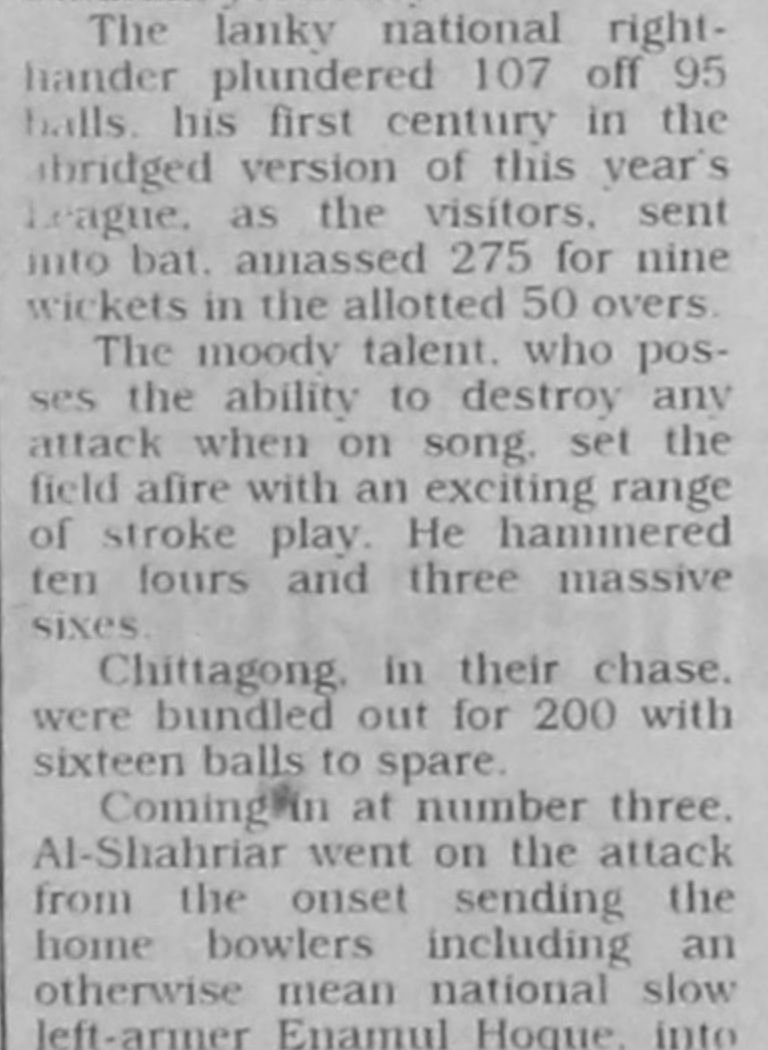 The lanky national right-
hander plundered 107 off 95
balls, his first century in the
abridged version of this year's
League, as the visitors, sent
into bat, amassed 275 for nine
wickets in the allotted 50 overs.
The moody talent, who pos-
ses the ability to destroy any
attack when on song, set the
field afire with an exciting range
of stroke play. He hammered
ten fours and three massive
sixes.
Chittagong, in their chase,
were bundled out for 200 with
sixteen balls to spare.
Coming in at number three,
Al-Shahriar went on the attack
from the onset sending the
home bowlers including an
otherwise mean national slow
left-armer Enamul Hoque, into